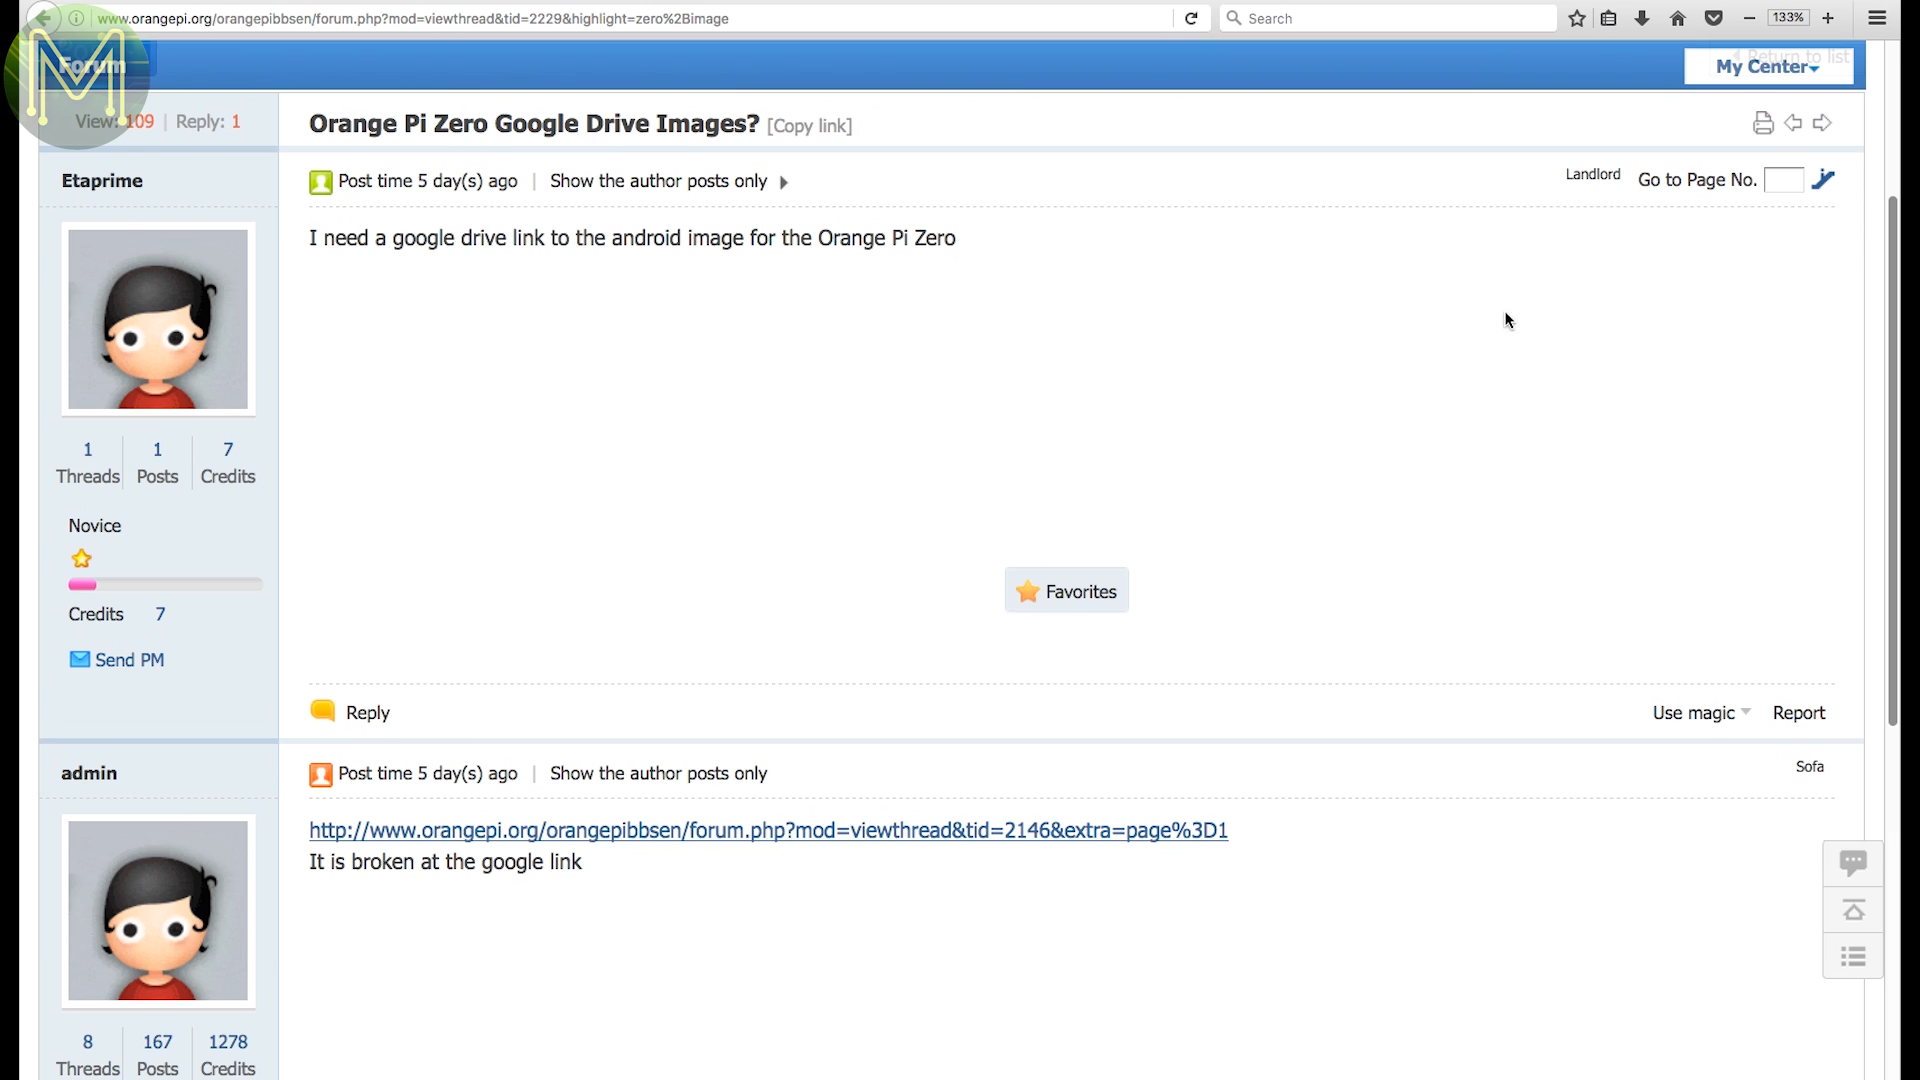 www.orangepi.org/orangepibbsen/forum.php?mod=viewthread&tid=2229&highlight=zero%2Bimage
Search
133%
Forum
Return to list
My Center
View: 109 | Reply: 1
Orange Pi Zero Google Drive Images? [Copy link]
Etaprime
Post time 5 day(s) ago | Show the author posts only
Landlord
Go to Page No.
I need a google drive link to the android image for the Orange Pi Zero
1 1 7
Threads Posts Credits
Novice
Credits 7
Send PM
Favorites
Reply
Use magic Report
admin
Post time 5 day(s) ago | Show the author posts only
Sofa
http://www.orangepi.org/orangepibbsen/forum.php?mod=viewthread&tid=2146&extra=page%3D1
It is broken at the google link
8 167 1278
Threads Posts Credits